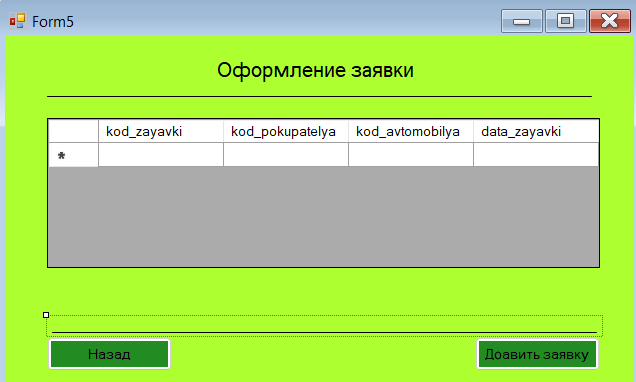 Form5
Оформление заявки
kod_zayavki kod_pokupatelya kod_avtomobilya data_zayavki
*
Назад Доавить заявку